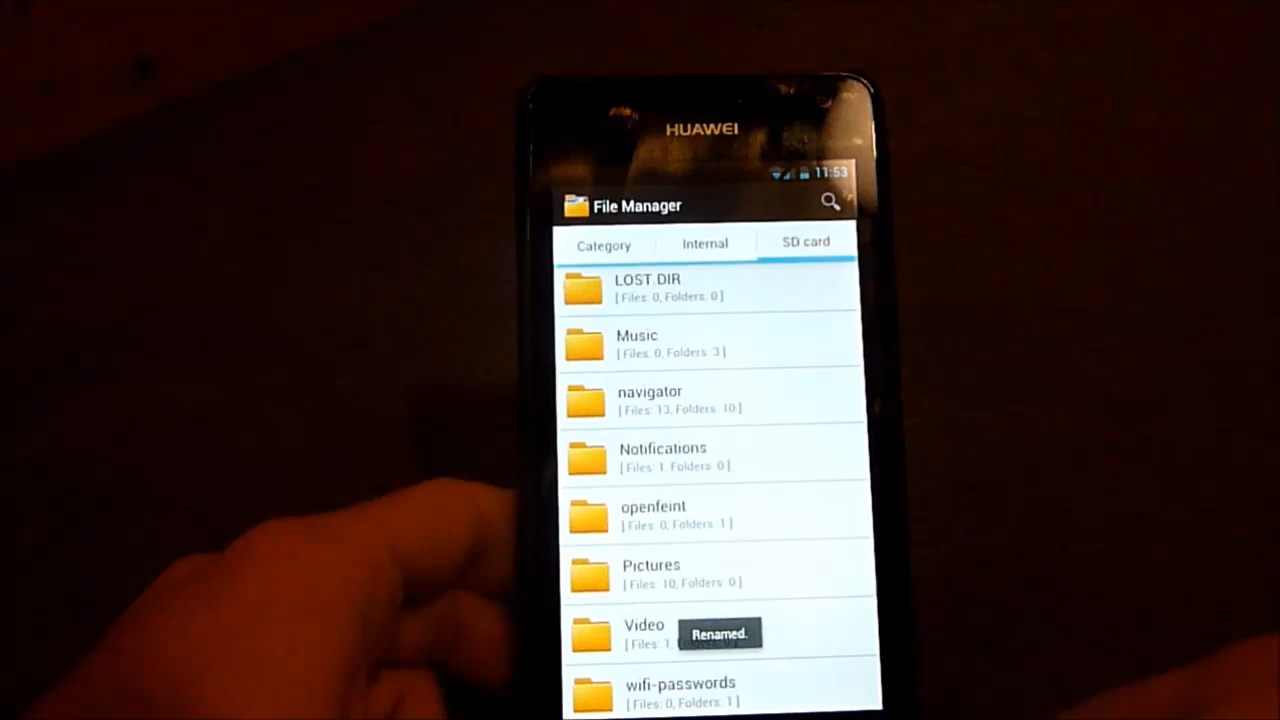 HUAWEI
11:53
File Manager
Category Internal SD card
LOST.DIR
[ Files: 0, Folders: 0 ]
Music
[ Files: 0, Folders: 3 ]
navigator
[ Files: 13, Folders: 10 ]
Notifications
[ Files: 1, Folders: 0 ]
openfeint
[ Files: 0, Folders: 1 ]
Pictures
[ Files: 10, Folders: 0 ]
Video
Renamed.
[ Files: 1,
wifi-passwords
[ Files: 0, Folders: 1 ]